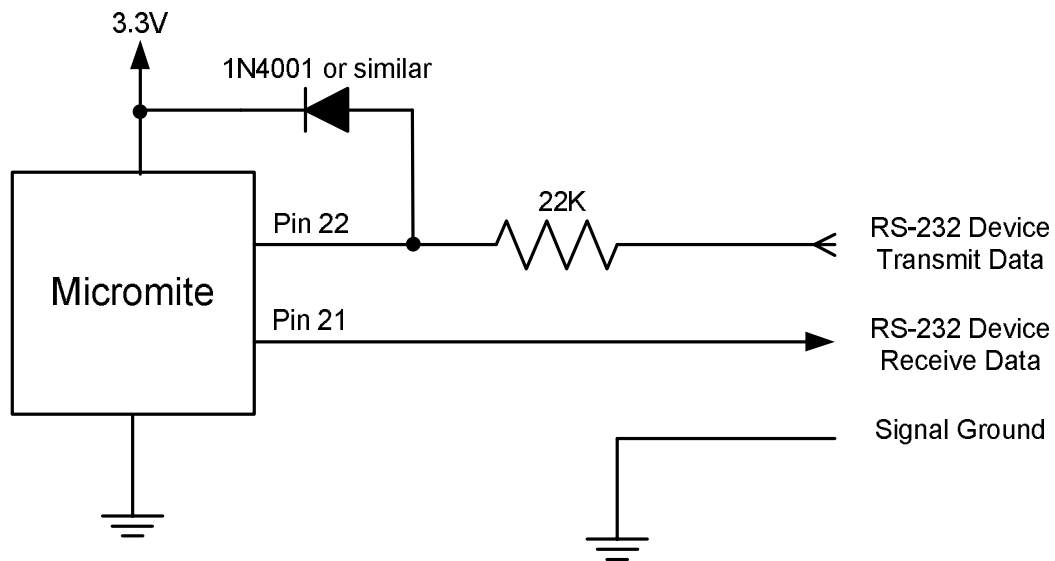 3.3V
1N4001 or similar
22K
Pin 22
RS-232 Device
Transmit Data
Micromite
Pin 21
RS-232 Device
Receive Data
Signal Ground